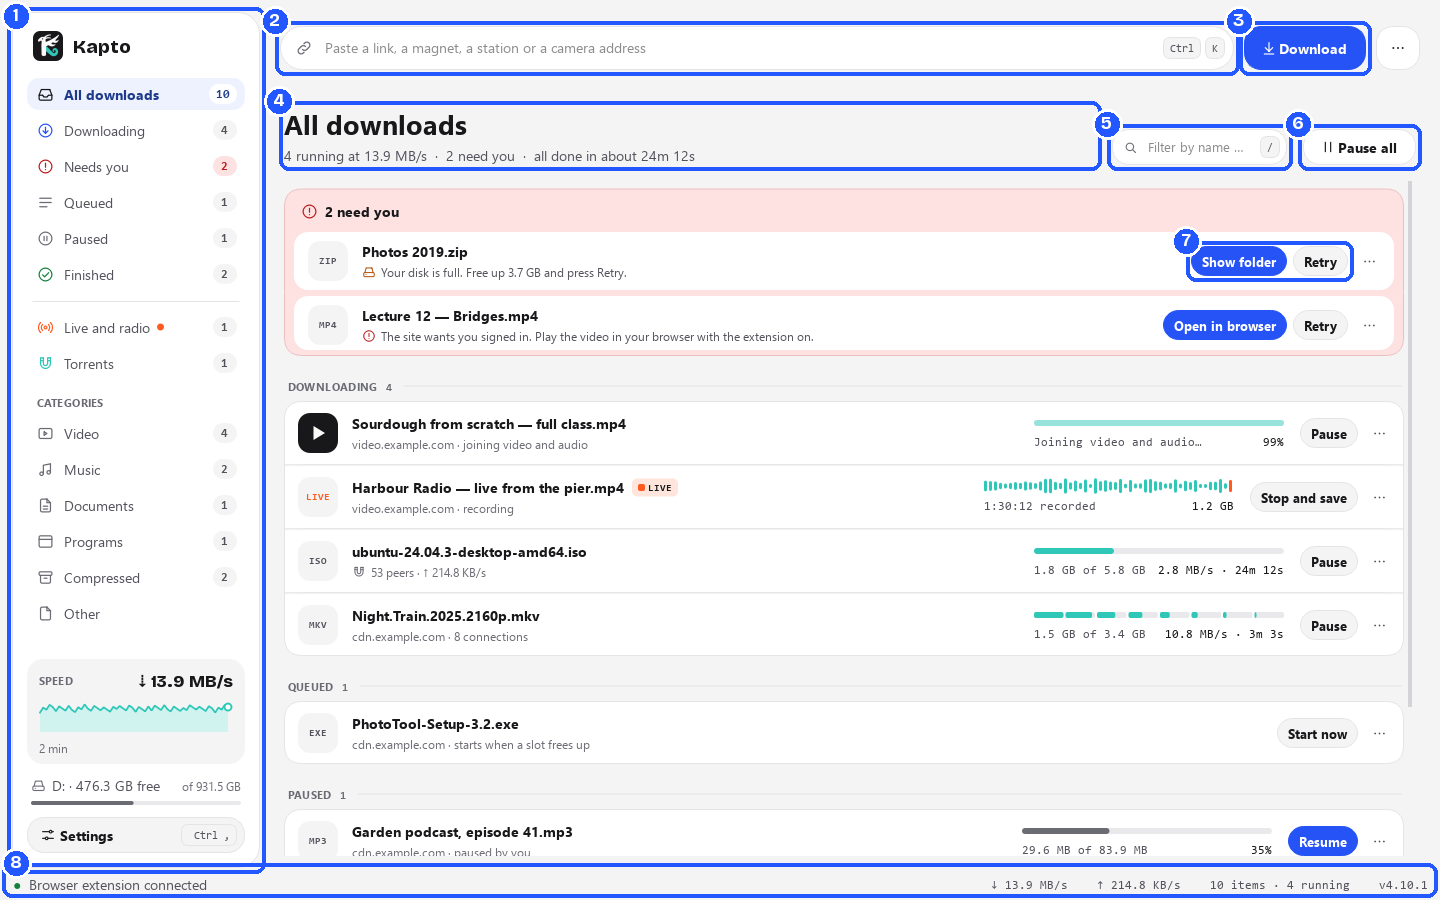 1
Kapto
All downloads 10
Downloading 4
Needs you 2
Queued 1
Paused 1
Finished 2
Live and radio 1
Torrents 1
CATEGORIES
Video 4
Music 2
Documents 1
Programs 1
Compressed 2
Other
SPEED ↓ 13.9 MB/s
2 min
D: · 476.3 GB free of 931.5 GB
Settings Ctrl ,
2
Paste a link, a magnet, a station or a camera address Ctrl K
3
Download
...
4
All downloads
4 running at 13.9 MB/s · 2 need you · all done in about 24m 12s
5
Filter by name ... /
6
Pause all
2 need you
ZIP
Photos 2019.zip
Your disk is full. Free up 3.7 GB and press Retry.
7
Show folder Retry ...
MP4
Lecture 12 — Bridges.mp4
The site wants you signed in. Play the video in your browser with the extension on.
Open in browser Retry ...
DOWNLOADING 4
Sourdough from scratch — full class.mp4
video.example.com · joining video and audio
Joining video and audio… 99%
Pause ...
LIVE
Harbour Radio — live from the pier.mp4 LIVE
video.example.com · recording
1:30:12 recorded 1.2 GB
Stop and save ...
ISO
ubuntu-24.04.3-desktop-amd64.iso
53 peers · ↑ 214.8 KB/s
1.8 GB of 5.8 GB 2.8 MB/s · 24m 12s
Pause ...
MKV
Night.Train.2025.2160p.mkv
cdn.example.com · 8 connections
1.5 GB of 3.4 GB 10.8 MB/s · 3m 3s
Pause ...
QUEUED 1
EXE
PhotoTool-Setup-3.2.exe
cdn.example.com · starts when a slot frees up
Start now ...
PAUSED 1
MP3
Garden podcast, episode 41.mp3
cdn.example.com · paused by you
29.6 MB of 83.9 MB 35%
Resume ...
8
Browser extension connected
↓ 13.9 MB/s ↑ 214.8 KB/s 10 items · 4 running v4.10.1